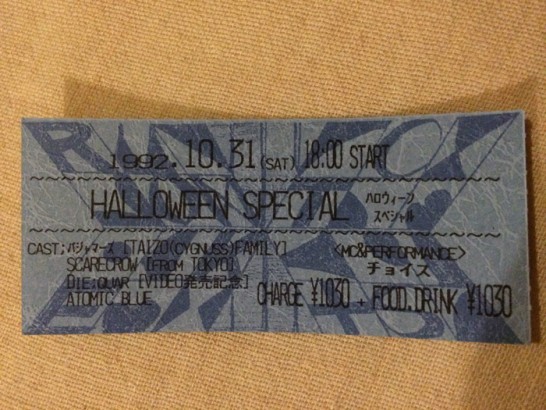 1992.10.31(SAT) 18:00 START
HALLOWEEN SPECIAL ハロウィーン スペシャル
CAST;パジャマーズ [TAIZO(CYGNUSS)FAMILY]
SCARECROW [FROM TOKYO]
DIE;QUAR [VIDEO発売記念]
ATOMIC BLUE
<MC&PERFORMANCE>
チョイス
CHARGE ¥1030 + FOOD.DRINK ¥1030